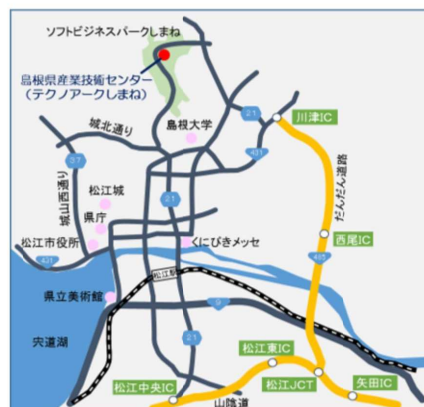 ソフトビジネスパークしまね
島根県産業技術センター
（テクノアークしまね）
城北通り
島根大学
21
川津IC
431
37
城山西通り
松江城
県庁
松江市役所
21
くにびきメッセ
だんだん道路
西尾IC
485
431
松江駅
県立美術館
9
宍道湖
21
松江東IC
松江中央IC
松江JCT
矢田IC
山陰道